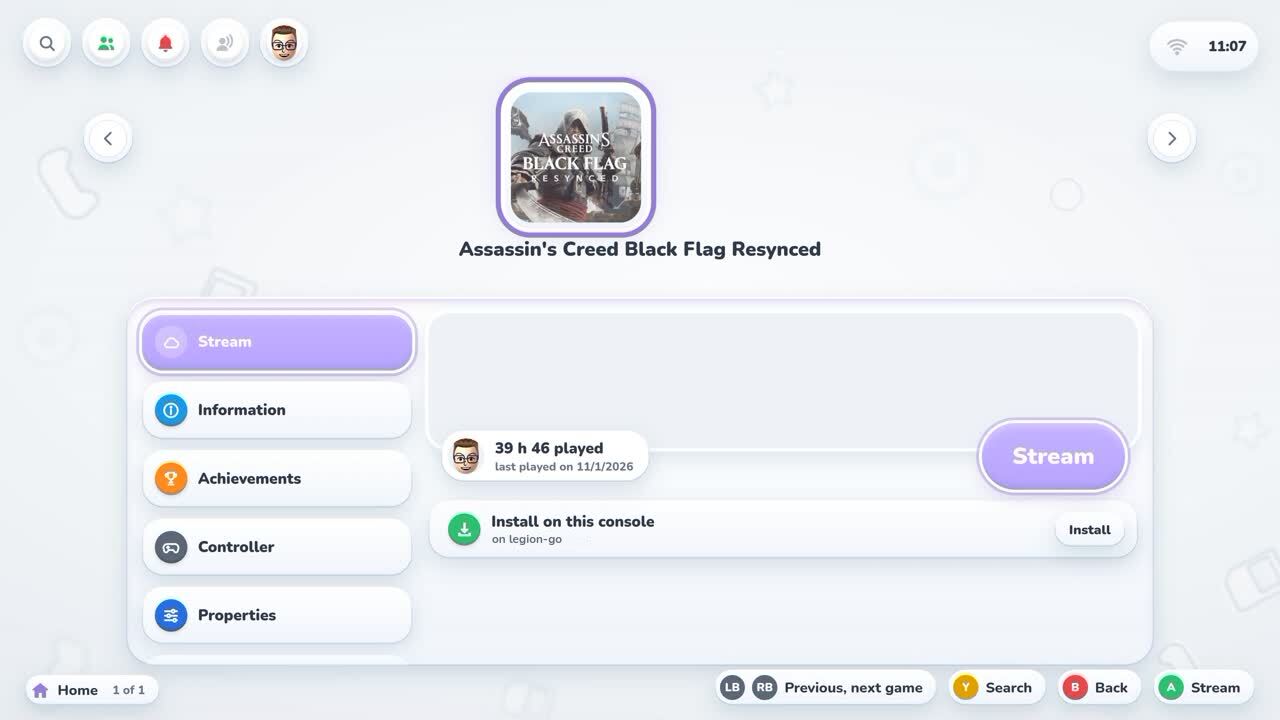 11:07
ASSASSIN'S
CREED
BLACK FLAG
RESYNCED
Assassin's Creed Black Flag Resynced
Stream
Information
Achievements
Controller
Properties
39 h 46 played
last played on 11/1/2026
Stream
Install on this console
on legion-go
Install
Home 1 of 1
LB RB Previous, next game
Y Search
B Back
A Stream